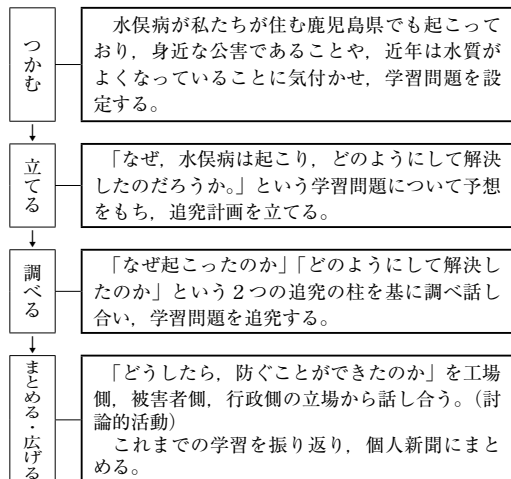 つかむ
水俣病が私たちが住む鹿児島県でも起こって
おり，身近な公害であることや，近年は水質が
よくなっていることに気付かせ，学習問題を設
定する。
立てる
「なぜ，水俣病は起こり，どのようにして解決
したのだろうか。」という学習問題について予想
をもち，追究計画を立てる。
調べる
「なぜ起こったのか」「どのようにして解決し
たのか」という２つの追究の柱を基に調べ話し
合い，学習問題を追究する。
まとめる・広げる
「どうしたら，防ぐことができたのか」を工場
側，被害者側，行政側の立場から話し合う。（討
論的活動）
これまでの学習を振り返り，個人新聞にまと
める。